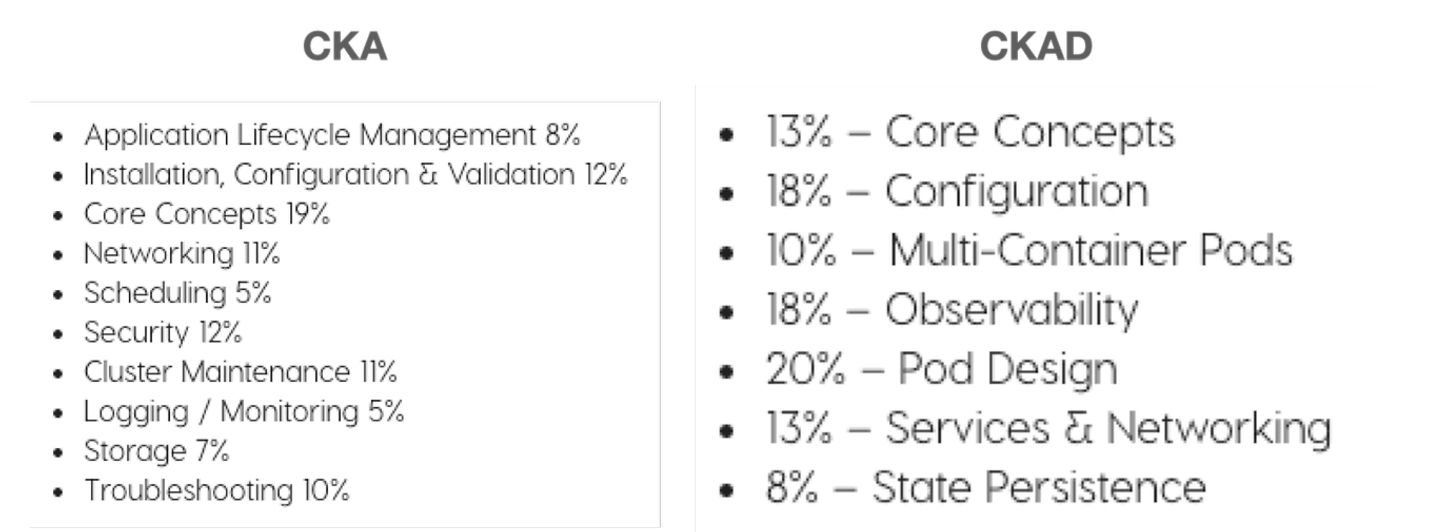 CKA
• Application Lifecycle Management 8%
• Installation, Configuration & Validation 12%
• Core Concepts 19%
• Networking 11%
• Scheduling 5%
• Security 12%
• Cluster Maintenance 11%
• Logging / Monitoring 5%
• Storage 7%
• Troubleshooting 10%
CKAD
• 13% – Core Concepts
• 18% – Configuration
• 10% – Multi-Container Pods
• 18% – Observability
• 20% – Pod Design
• 13% – Services & Networking
• 8% – State Persistence